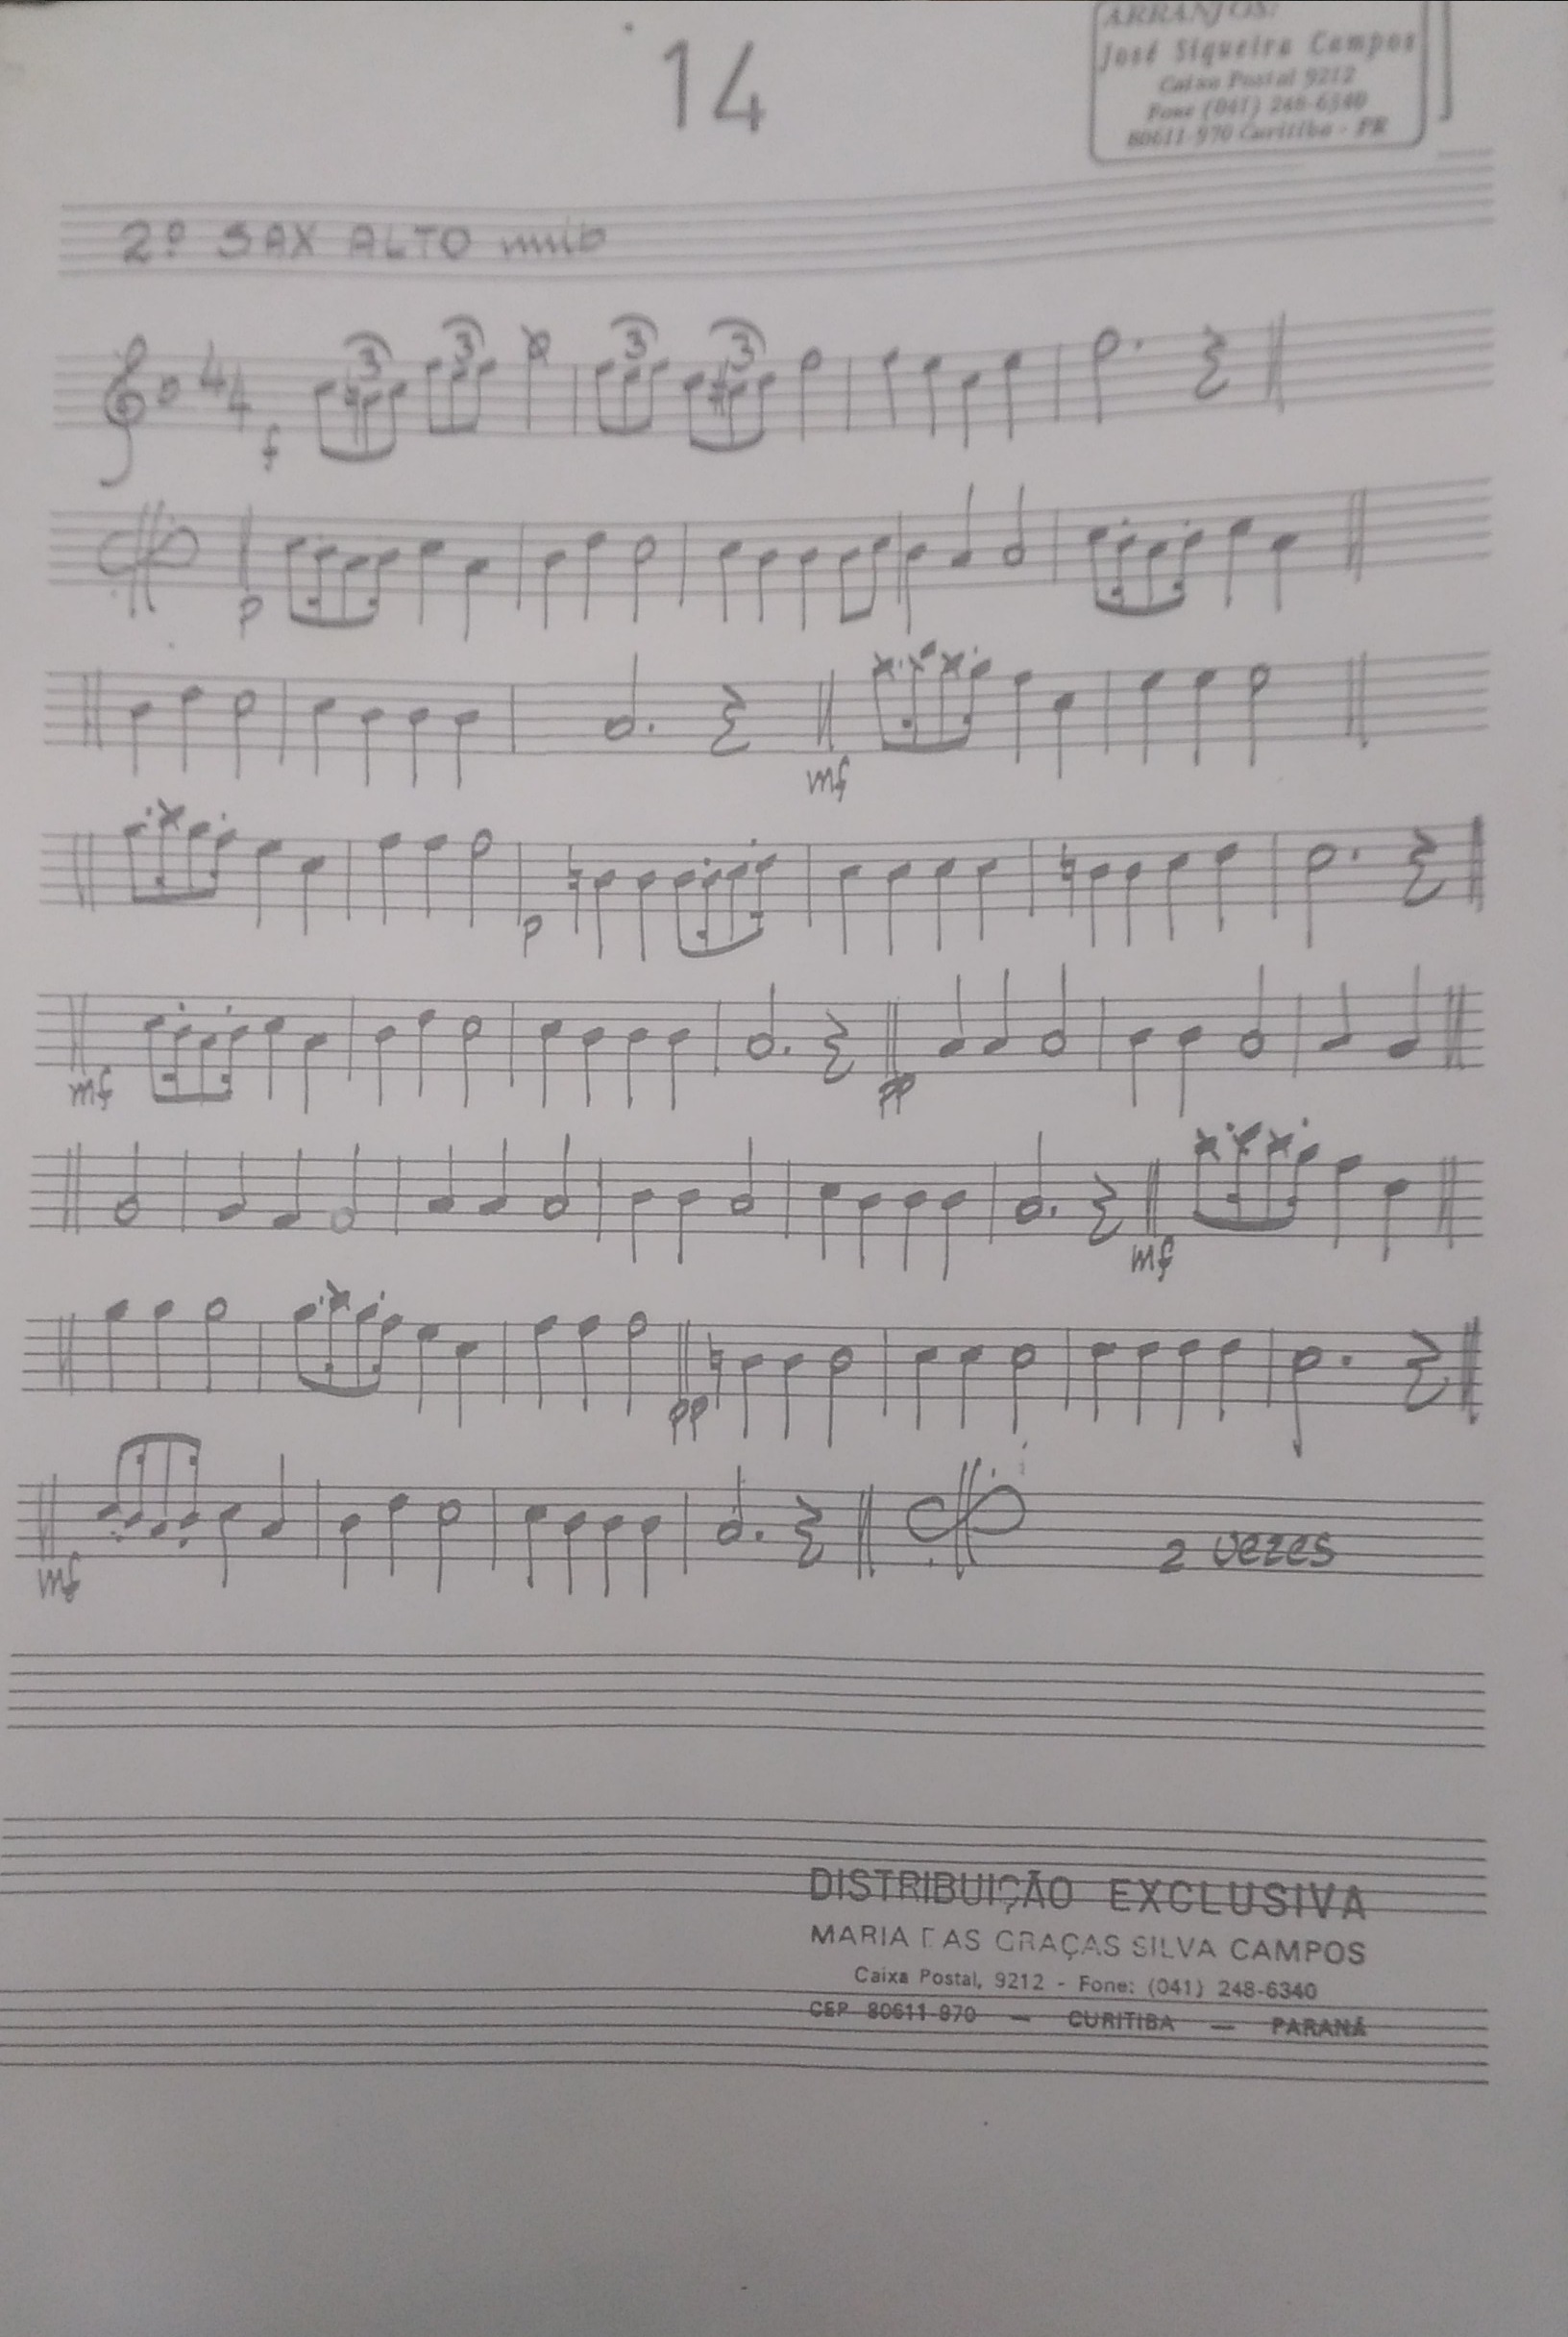 14
ARRANJOS:
José Siqueira Campos
Caixa Postal 9212
Fone (041) 248-6340
80611-970 Curitiba - PR
2º SAX ALTO mib
3 3 3 3
4
4
f
p
mf
p
mf
pp
mf
pp
mf
2 vezes
DISTRIBUIÇÃO EXCLUSIVA
MARIA DAS GRAÇAS SILVA CAMPOS
Caixa Postal, 9212 - Fone: (041) 248-6340
CEP 80611-970 — CURITIBA — PARANÁ